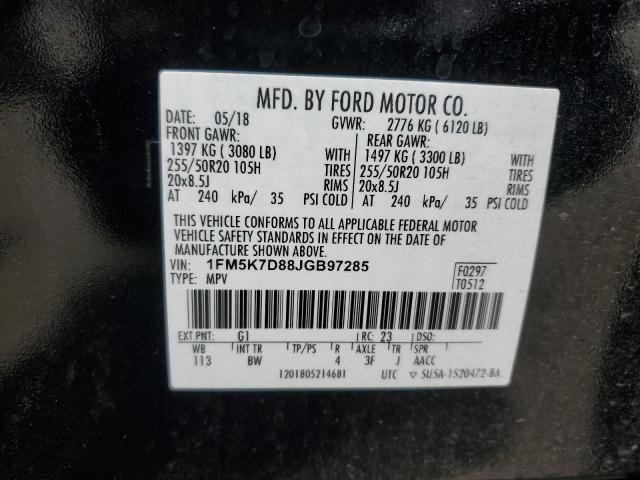 MFD. BY FORD MOTOR CO.
DATE: 05/18 GVWR: 2776 KG ( 6120 LB)
FRONT GAWR: REAR GAWR:
1397 KG ( 3080 LB) WITH 1497 KG ( 3300 LB) WITH
255/50R20 105H TIRES 255/50R20 105H TIRES
20x8.5J RIMS 20x8.5J RIMS
AT 240 kPa/ 35 PSI COLD AT 240 kPa/ 35 PSI COLD
THIS VEHICLE CONFORMS TO ALL APPLICABLE FEDERAL MOTOR
VEHICLE SAFETY STANDARDS IN EFFECT ON THE DATE OF
MANUFACTURE SHOWN ABOVE.
VIN: 1FM5K7D88JGB97285 F0297
TYPE: MPV T0512
EXT PNT: G1 RC: 23 DSO:
WB INT TR TP/PS R AXLE TR SPR
113 BW 4 3F J AACC
1201805214681 UTC ▽ 5U5A-1520472-BA